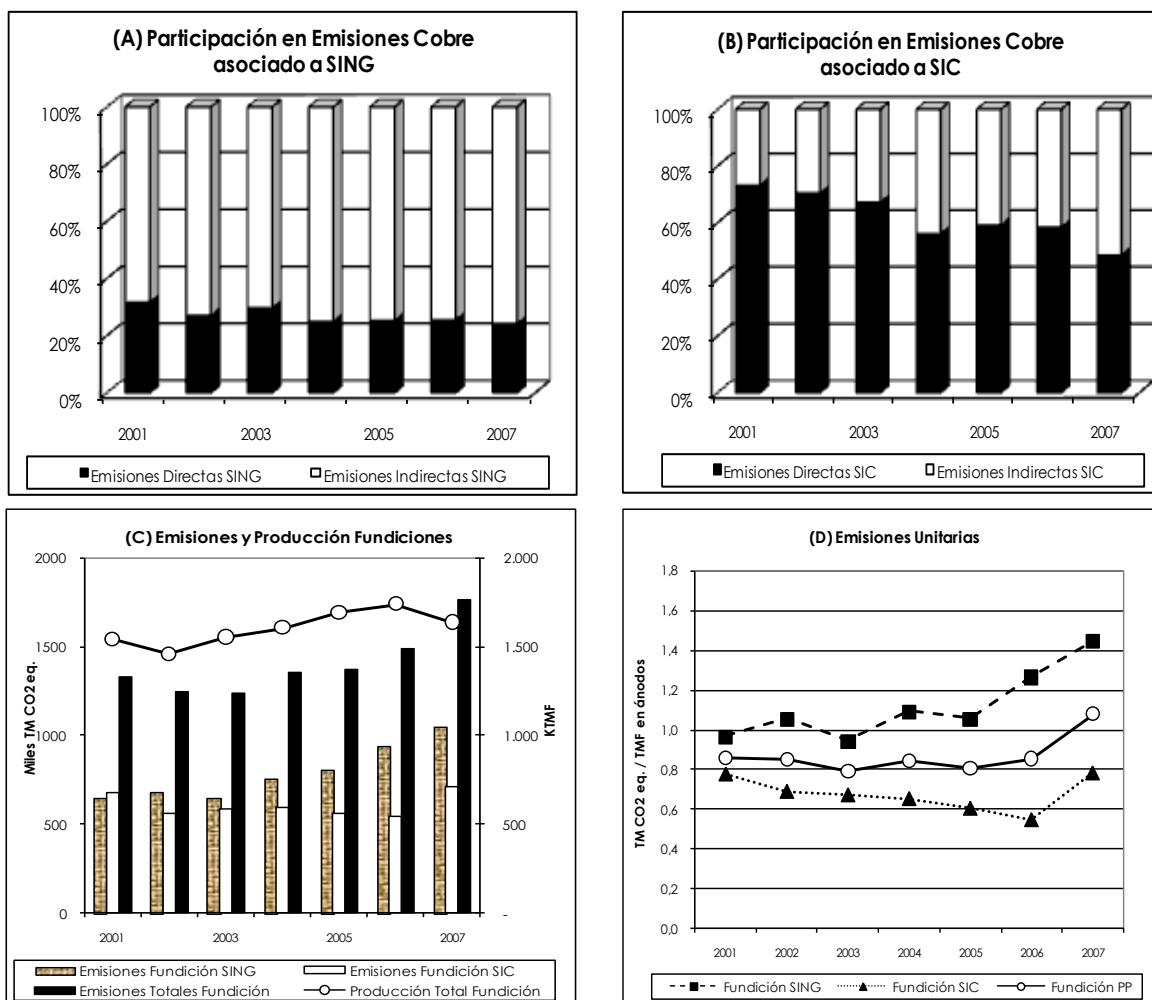 (A) Participación en Emisiones Cobre
asociado a SING
100%
80%
60%
40%
20%
0%
2001
2003
2005
2007
Emisiones Directas SING
Emisiones Indirectas SING
(B) Participación en Emisiones Cobre
asociado a SIC
100%
80%
60%
40%
20%
0%
2001
2003
2005
2007
Emisiones Directas SIC
Emisiones Indirectas SIC
(C) Emisiones y Producción Fundiciones
2000
1500
1000
500
0
Miles TM CO2 eq.
2.000
1.500
1.000
500
-
KTMF
2001
2003
2005
2007
Emisiones Fundición SING
Emisiones Fundición SIC
Emisiones Totales Fundición
Producción Total Fundición
(D) Emisiones Unitarias
1,8
1,6
1,4
1,2
1,0
0,8
0,6
0,4
0,2
0,0
TM CO2 eq. / TMF en ánodos
2001
2002
2003
2004
2005
2006
2007
Fundición SING
Fundición SIC
Fundición PP